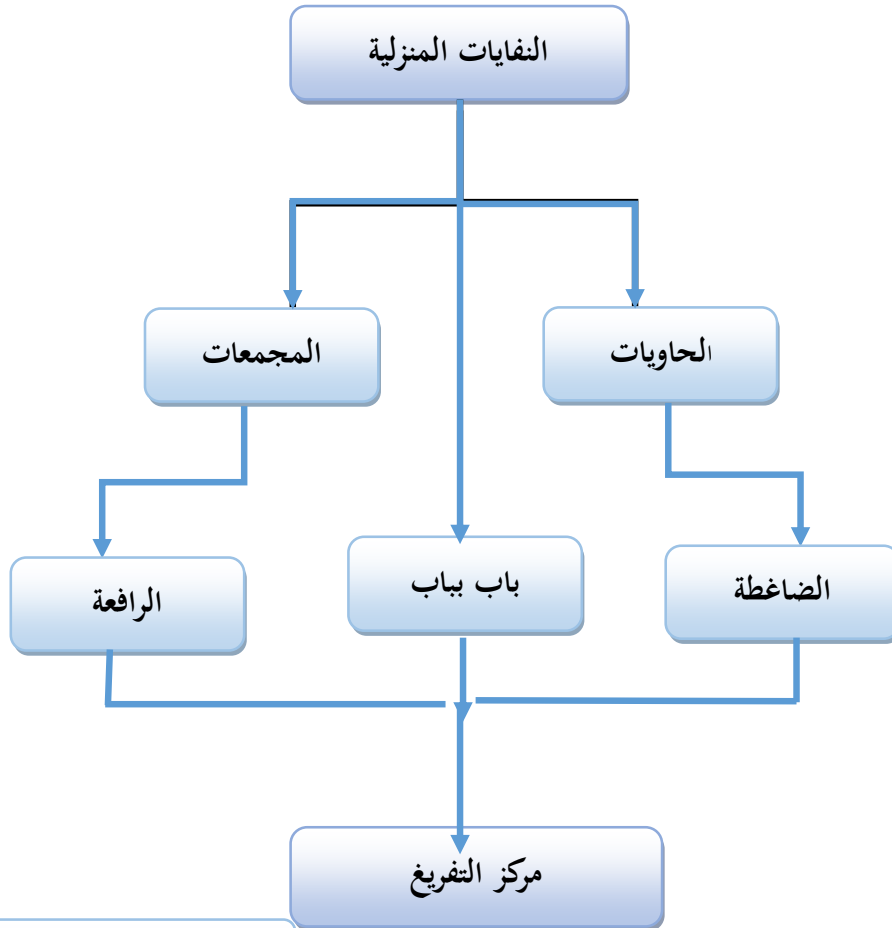 النفايات المنزلية
الحاويات
المجمعات
الضاغطة
باب بباب
الرافعة
مركز التفريغ